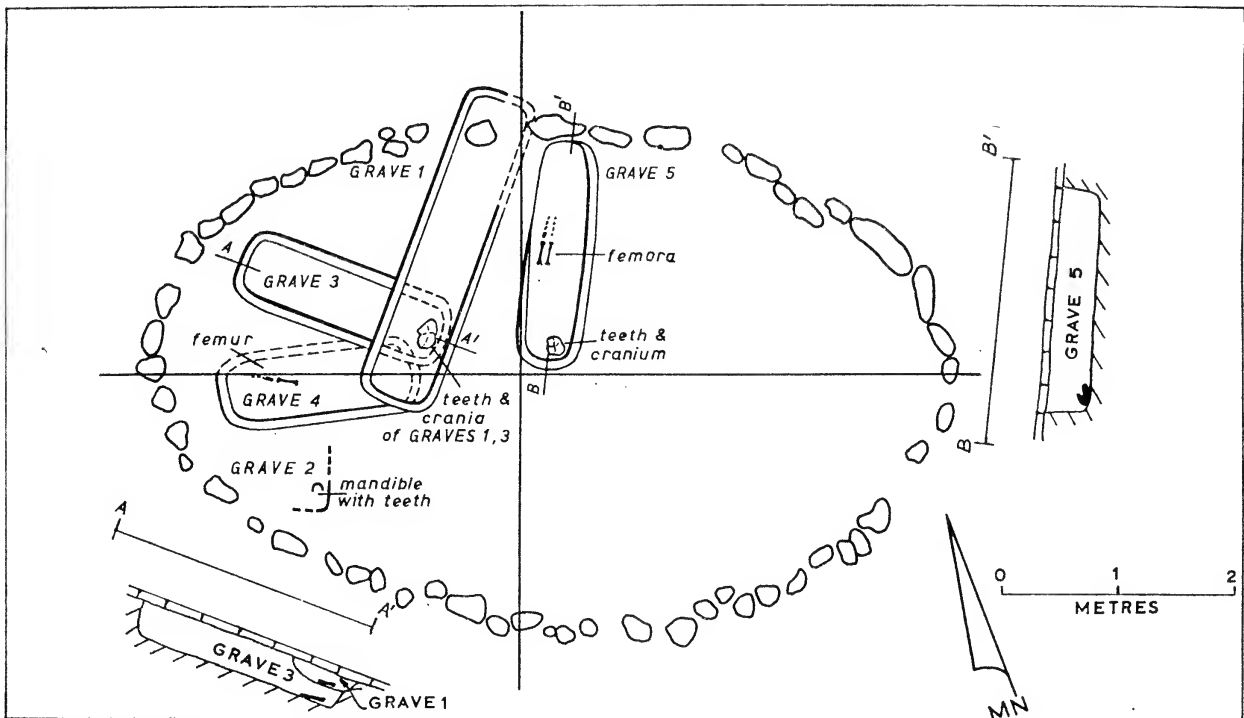 B'
GRAVE 1
GRAVE 5
B'
A
GRAVE 3
femora
GRAVE 5
femur
A'
teeth &
cranium
GRAVE 4
B
teeth &
crania
of GRAVES 1,3
B
GRAVE 2
mandible
with teeth
A
0 1 2
METRES
A'
GRAVE 3
GRAVE 1
MN